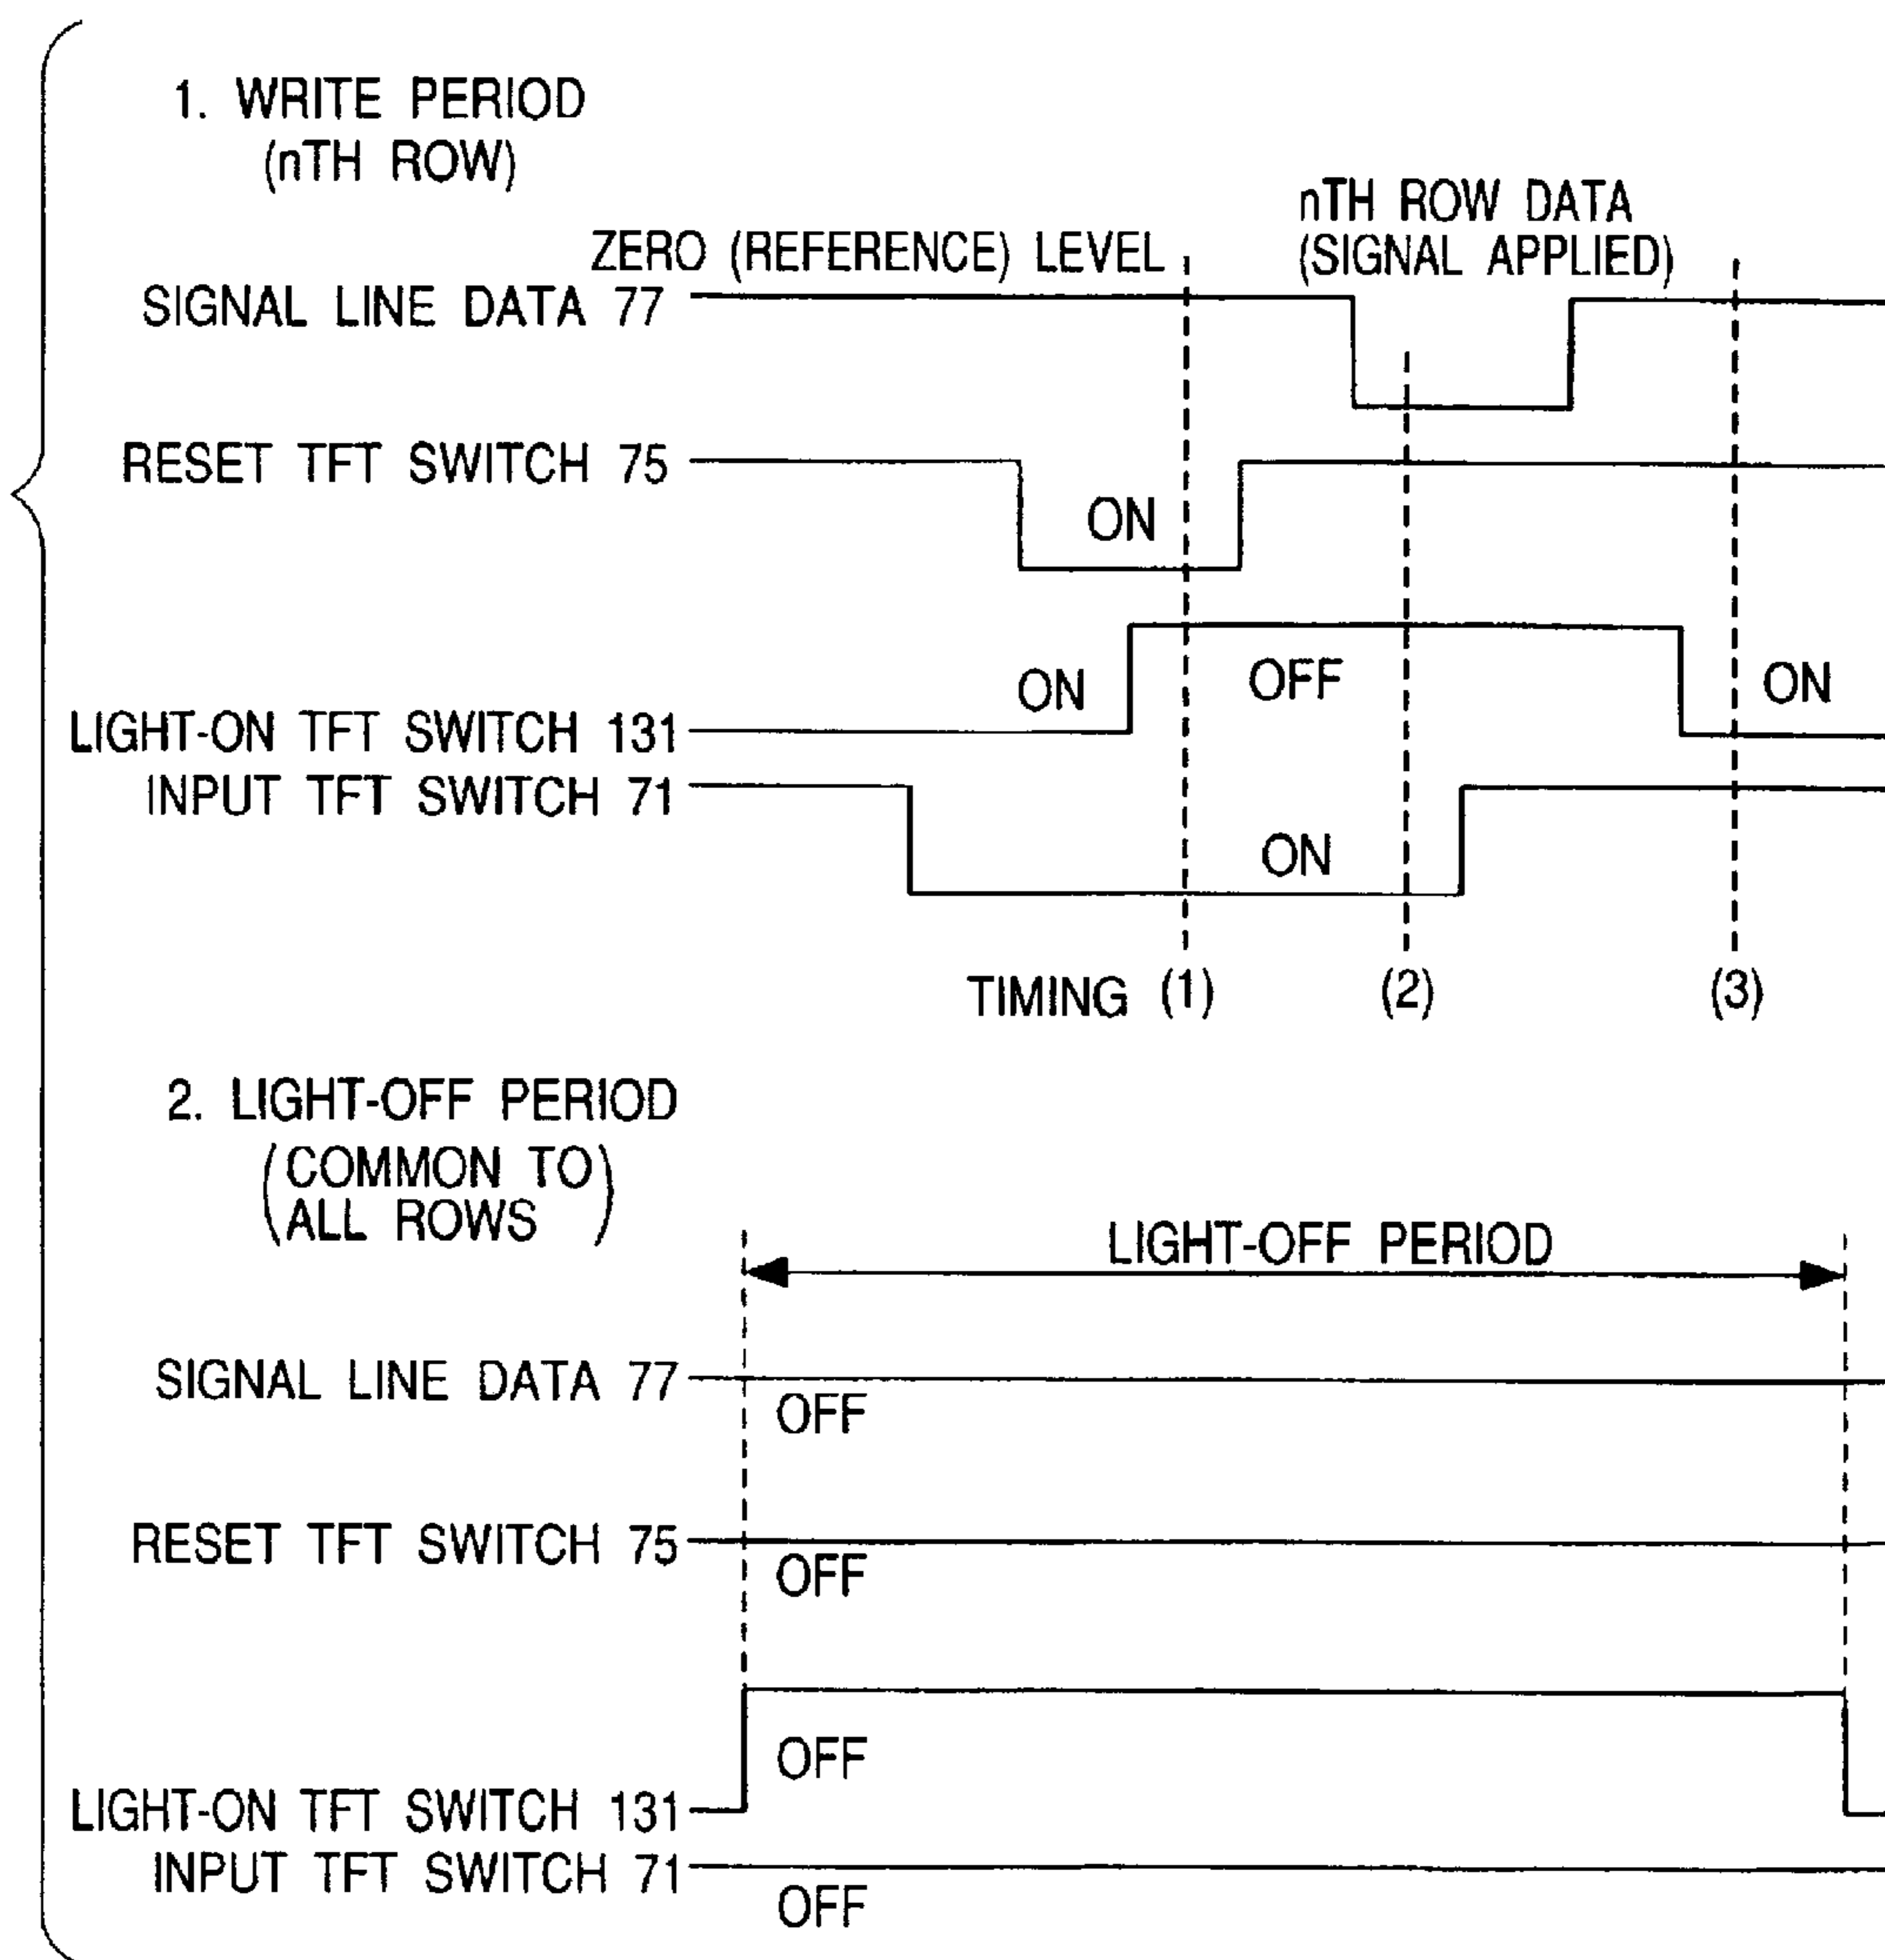 1. WRITE PERIOD
(nTH ROW)
nTH ROW DATA
(SIGNAL APPLIED)
ZERO (REFERENCE) LEVEL
SIGNAL LINE DATA 77
RESET TFT SWITCH 75
ON
ON OFF ON
LIGHT-ON TFT SWITCH 131
INPUT TFT SWITCH 71
ON
TIMING (1) (2) (3)
2. LIGHT-OFF PERIOD
(COMMON TO
ALL ROWS)
LIGHT-OFF PERIOD
SIGNAL LINE DATA 77
OFF
RESET TFT SWITCH 75
OFF
OFF
LIGHT-ON TFT SWITCH 131
INPUT TFT SWITCH 71
OFF